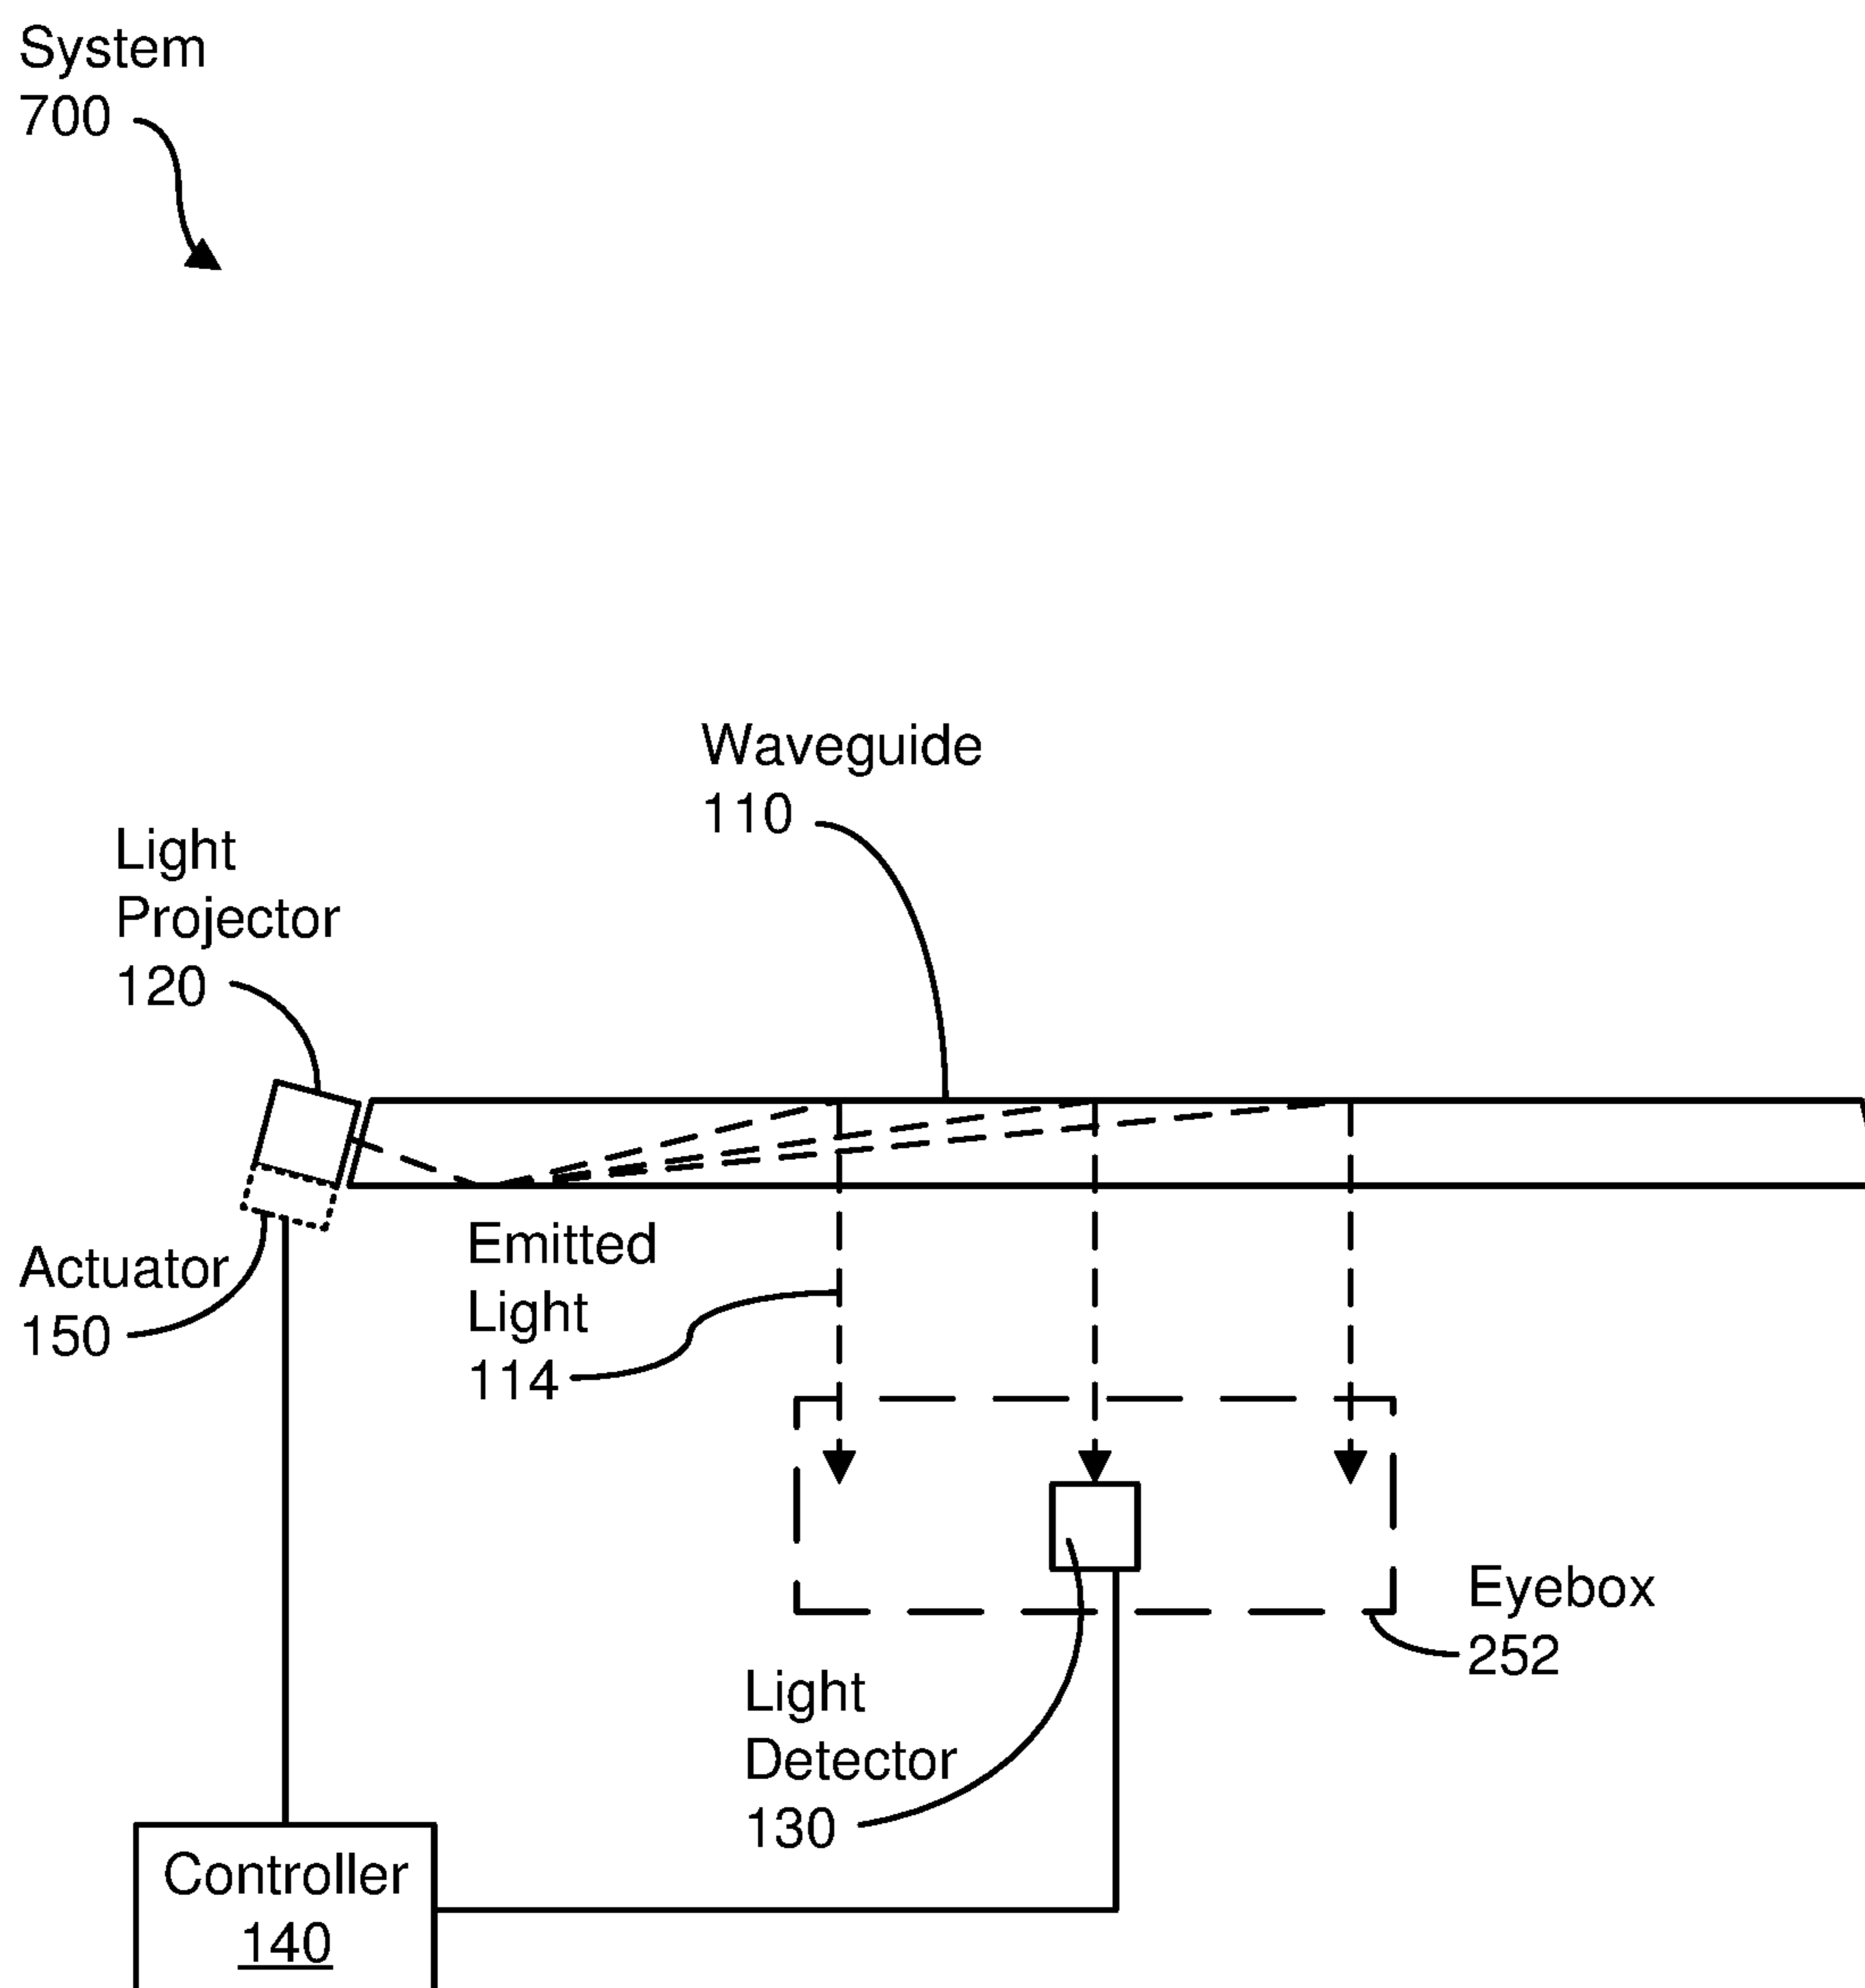 System
700
Waveguide
110
Light
Projector
120
Emitted
Light
114
Actuator
150
Eyebox
252
Light
Detector
130
Controller
140